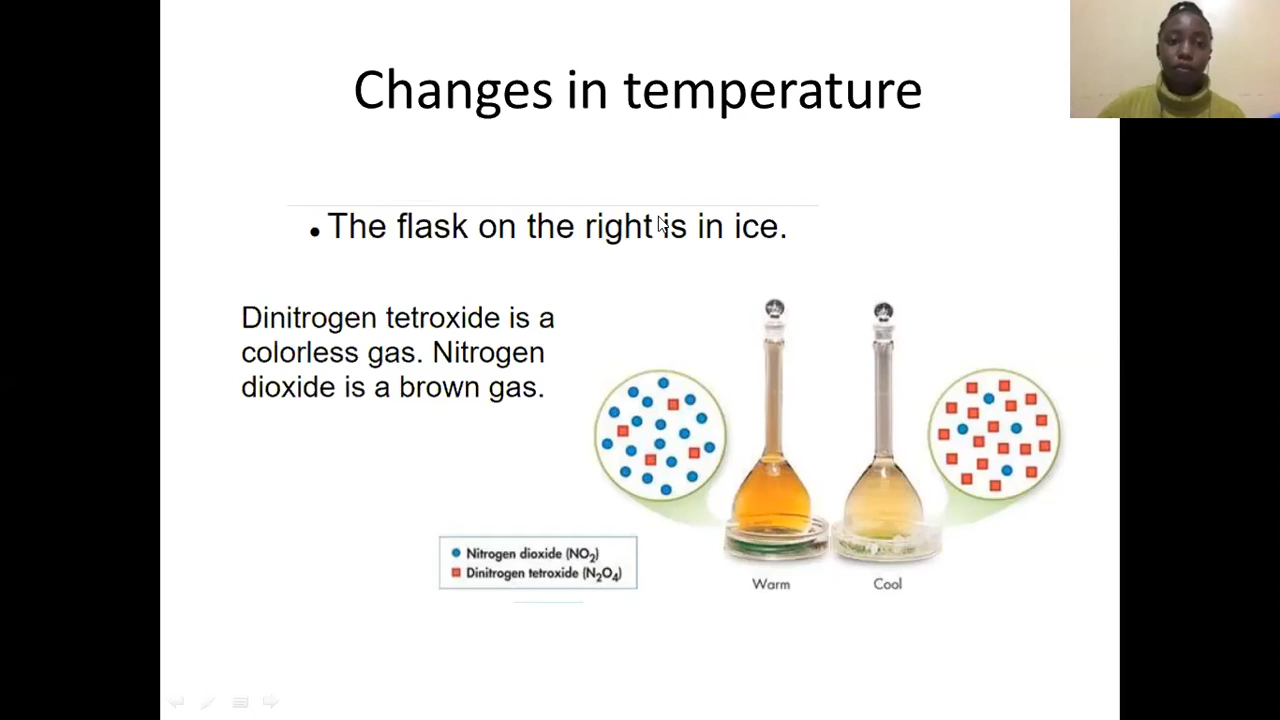 Changes in temperature
• The flask on the right is in ice.
Dinitrogen tetroxide is a
colorless gas. Nitrogen
dioxide is a brown gas.
Nitrogen dioxide (NO₂)
Dinitrogen tetroxide (N₂O₄)
Warm
Cool